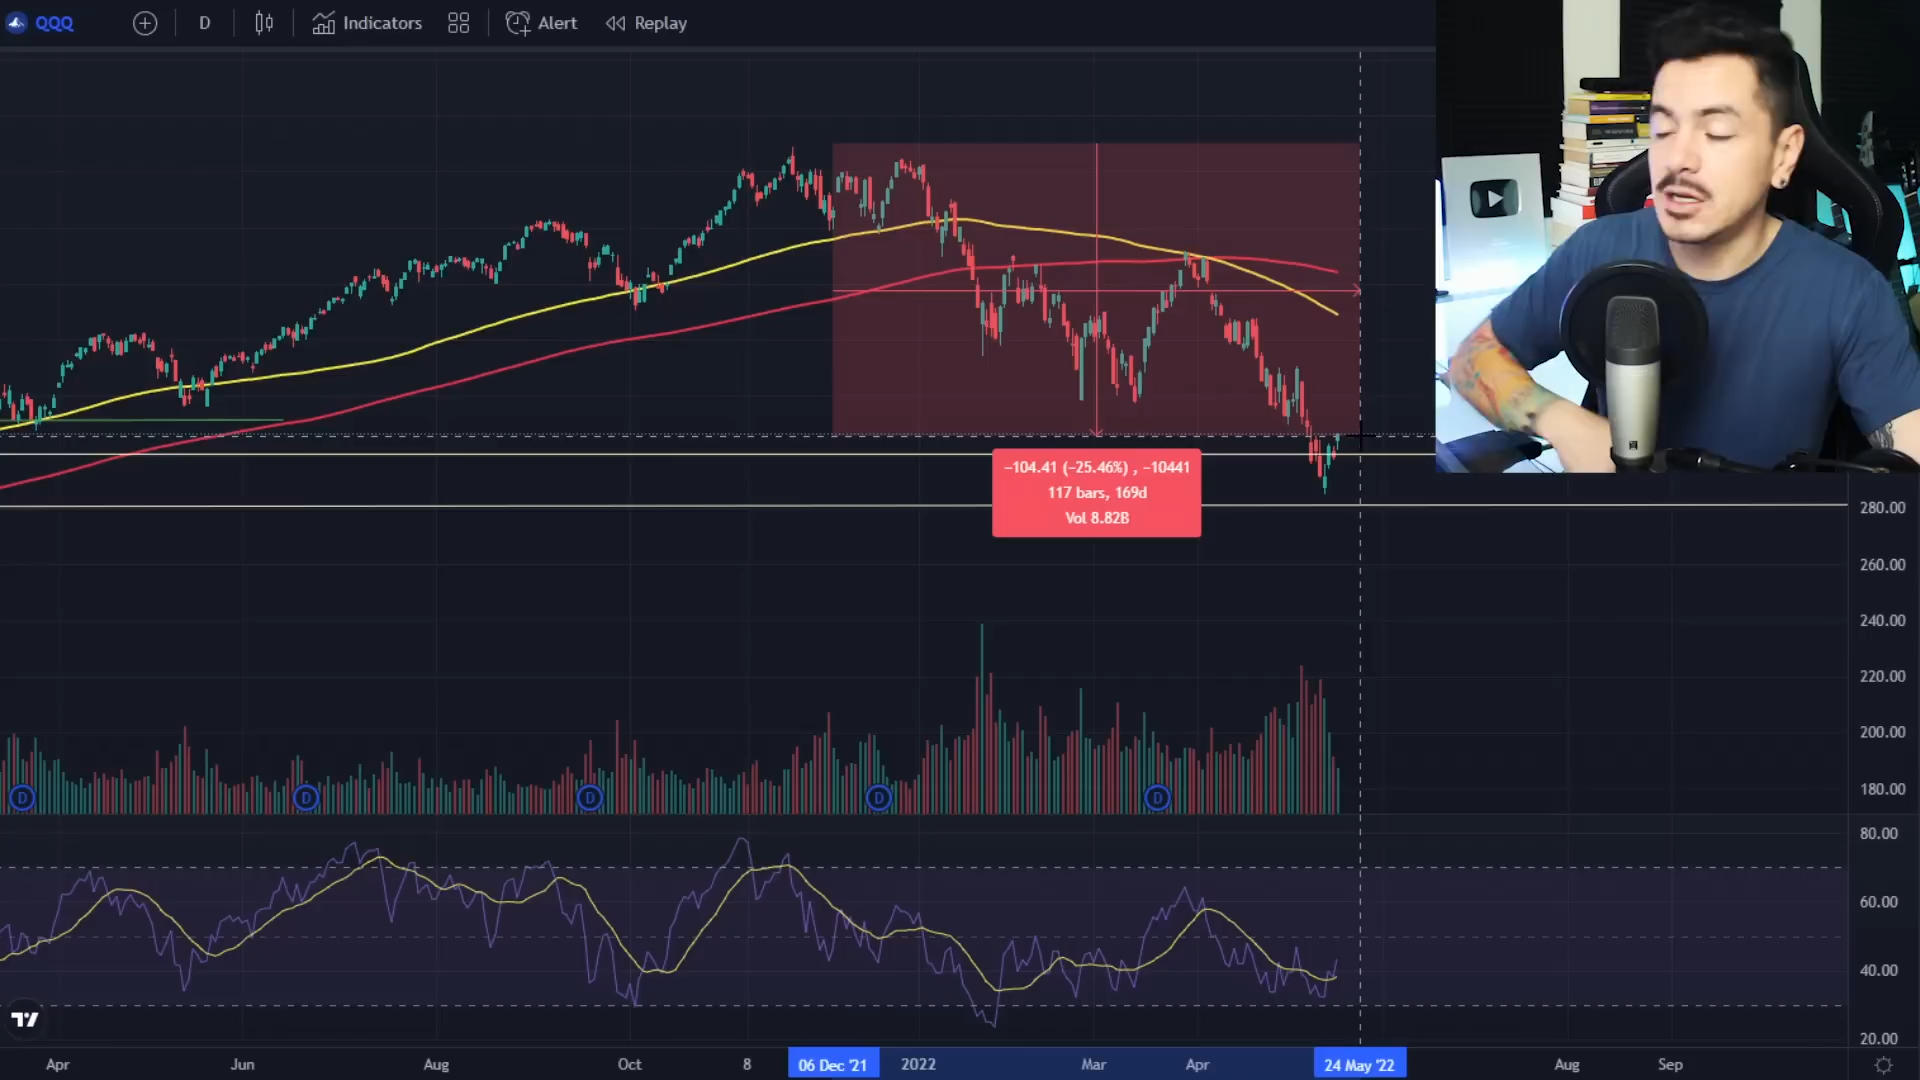 QQQ
D
Indicators
Alert
Replay
−104.41 (−25.46%) , −10441
117 bars, 169d
Vol 8.82B
280.00
260.00
240.00
220.00
200.00
180.00
D
D
D
D
D
80.00
60.00
40.00
20.00
Apr
Jun
Aug
Oct
8
06 Dec '21
2022
Mar
Apr
24 May '22
Aug
Sep